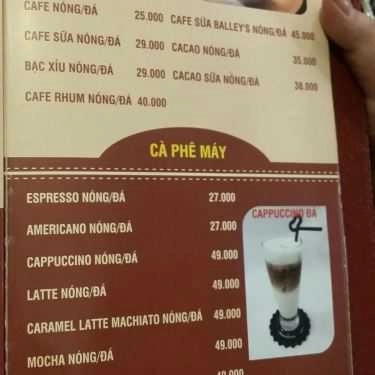 CAFE NÓNG/ĐÁ 25.000 CAFE SỮA BALLEY'S NÓNG/ĐÁ 45.000
CAFE SỮA NÓNG/ĐÁ 29.000 CACAO NÓNG/ĐÁ 35.000
BẠC XỈU NÓNG/ĐÁ 29.000 CACAO SỮA NÓNG/ĐÁ 38.000
CAFE RHUM NÓNG/ĐÁ 40.000
CÀ PHÊ MÁY
ESPRESSO NÓNG/ĐÁ 27.000
AMERICANO NÓNG/ĐÁ 27.000
CAPPUCCINO NÓNG/ĐÁ 49.000
LATTE NÓNG/ĐÁ 49.000
CARAMEL LATTE MACHIATO NÓNG/ĐÁ 49.000
MOCHA NÓNG/ĐÁ 49.000
CAPPUCCINO ĐÁ